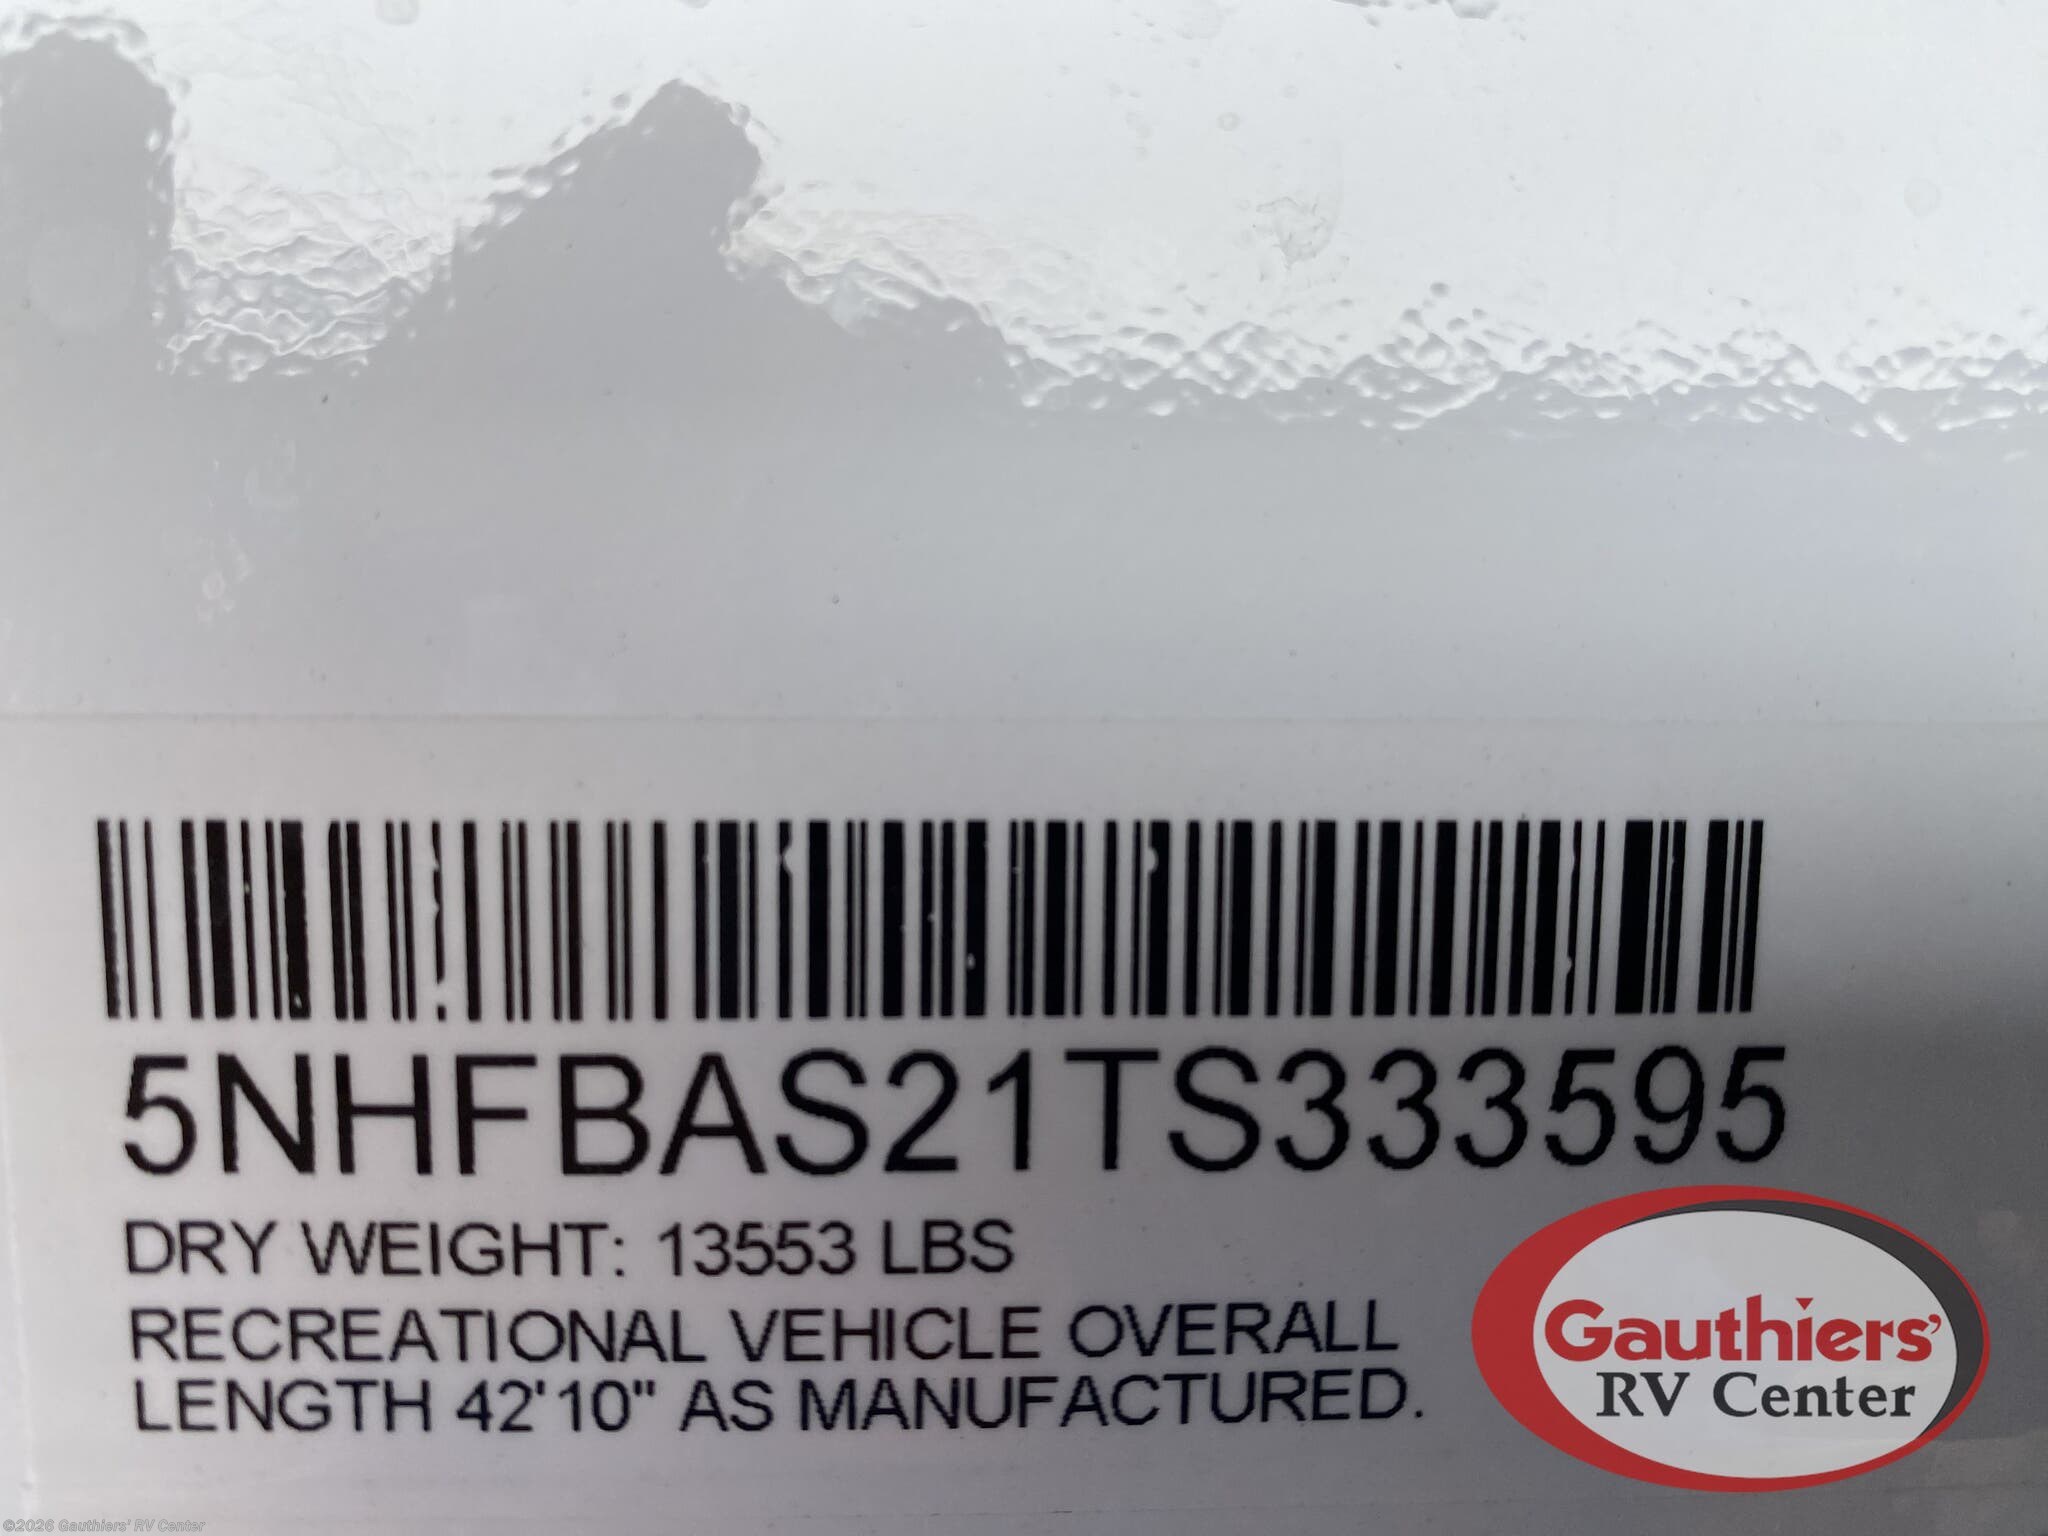 5NHFBAS21TS333595
DRY WEIGHT: 13553 LBS
RECREATIONAL VEHICLE OVERALL
LENGTH 42'10" AS MANUFACTURED.
Gauthiers'
RV Center
©2026 Gauthiers' RV Center